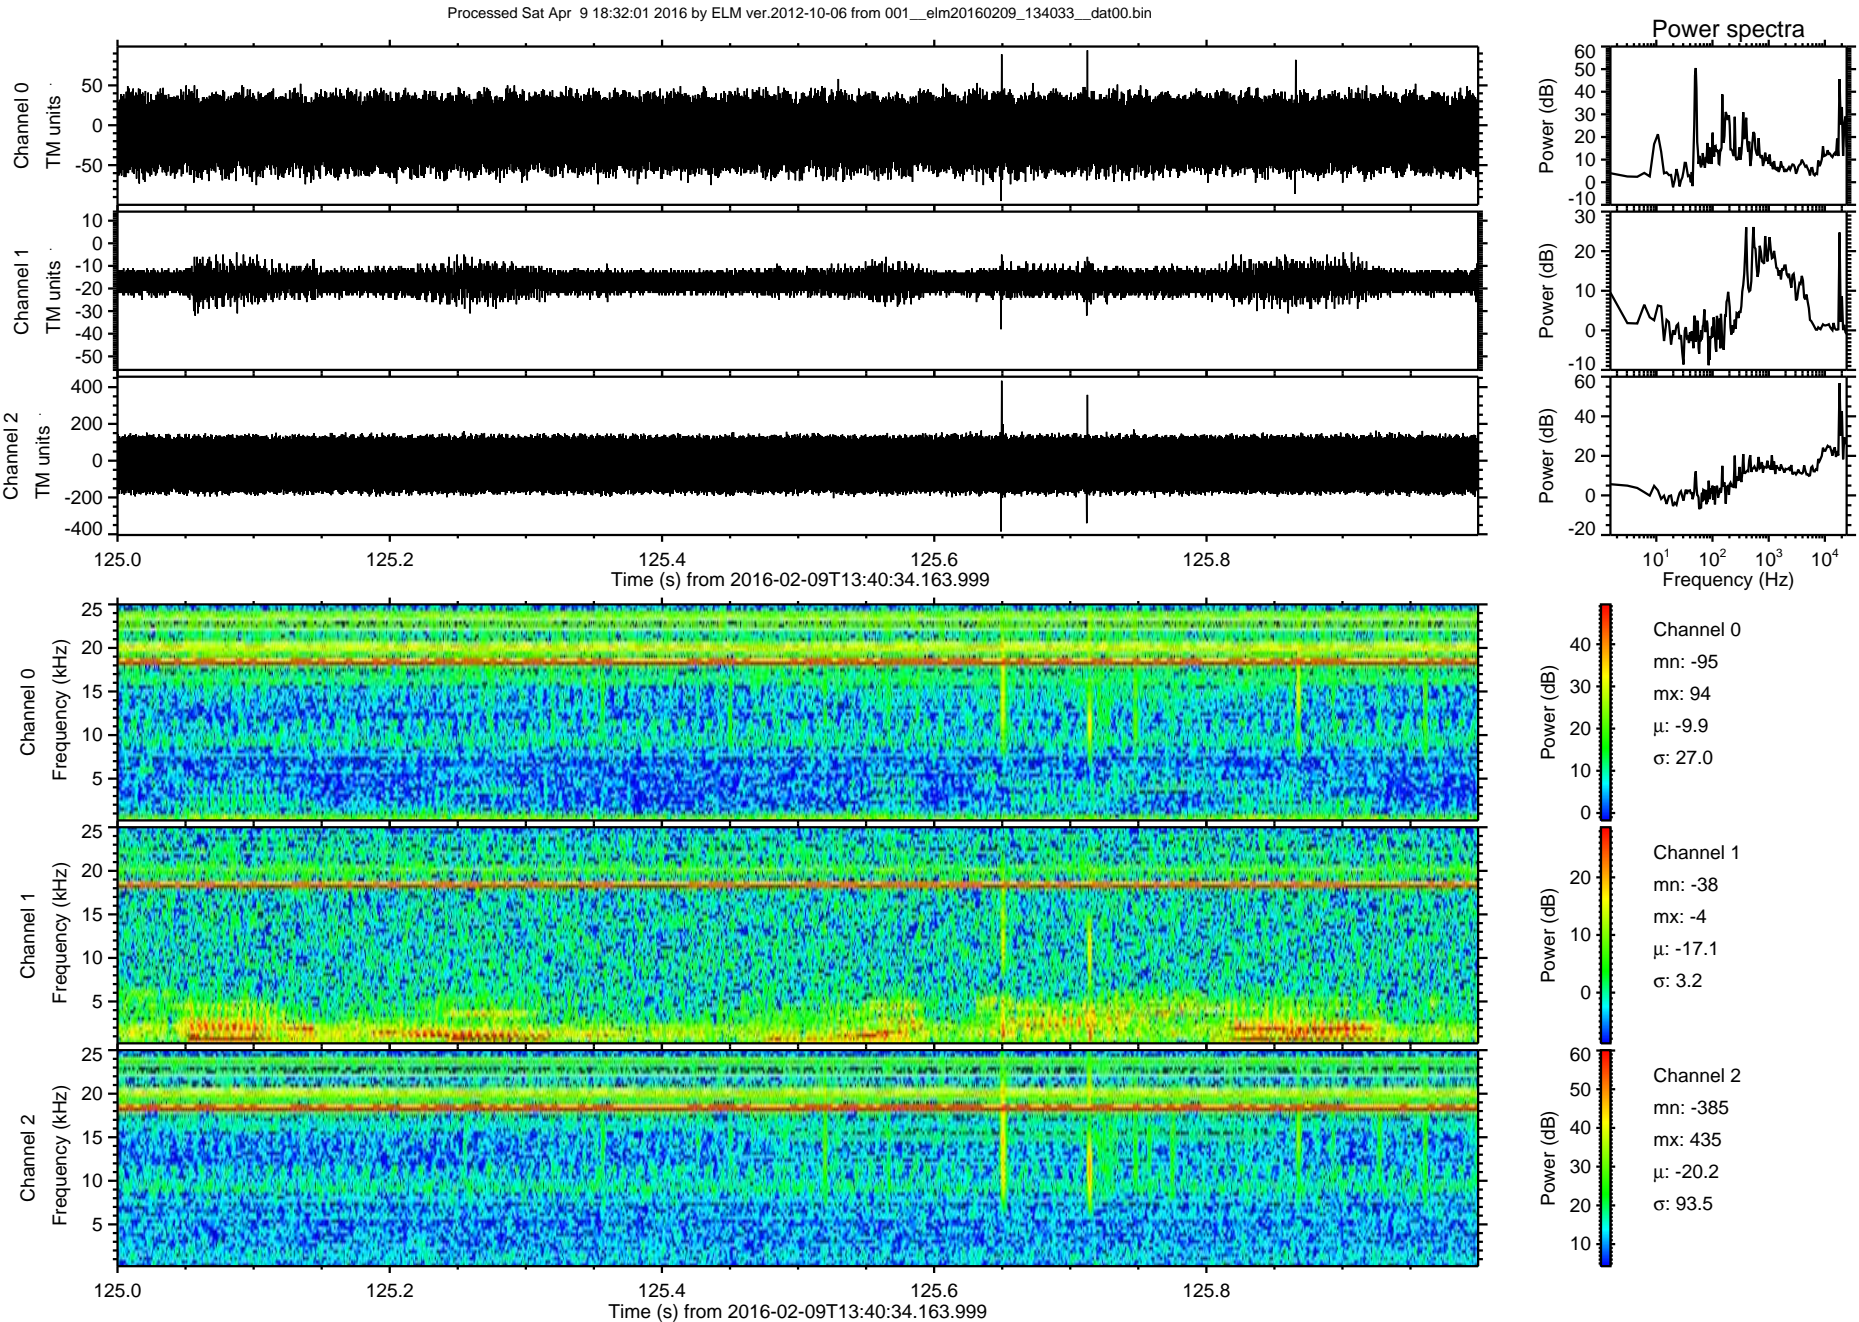 Processed Sat Apr  9 18:32:01 2016 by ELM ver.2012-10-06 from 001__elm20160209_134033__dat00.bin
Power spectra
Channel 0
TM units
50
0
-50
Power (dB)
60
50
40
30
20
10
0
-10
Channel 1
TM units
10
0
-10
-20
-30
-40
-50
Power (dB)
30
20
10
0
-10
Channel 2
TM units
400
200
0
-200
-400
Power (dB)
60
40
20
0
-20
125.0 125.2 125.4 125.6 125.8
Time (s) from 2016-02-09T13:40:34.163.999
10^1 10^2 10^3 10^4
Frequency (Hz)
Channel 0
Frequency (kHz)
25
20
15
10
5
Power (dB)
40
30
20
10
0
Channel 0
mn: -95
mx: 94
μ: -9.9
σ: 27.0
Channel 1
Frequency (kHz)
25
20
15
10
5
Power (dB)
20
10
0
Channel 1
mn: -38
mx: -4
μ: -17.1
σ: 3.2
Channel 2
Frequency (kHz)
25
20
15
10
5
Power (dB)
60
50
40
30
20
10
Channel 2
mn: -385
mx: 435
μ: -20.2
σ: 93.5
125.0 125.2 125.4 125.6 125.8
Time (s) from 2016-02-09T13:40:34.163.999